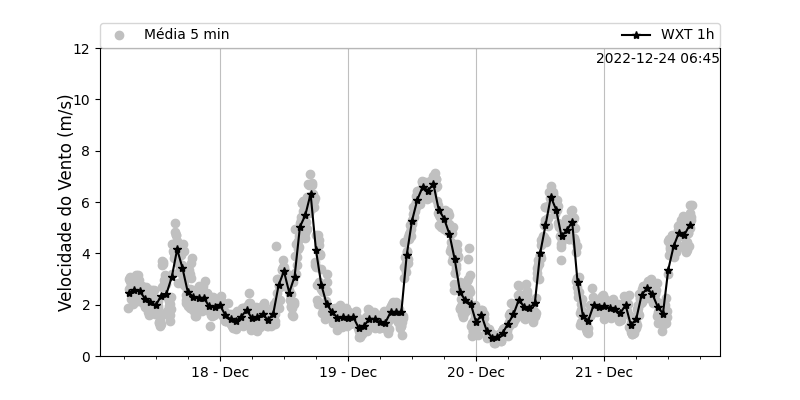 Média 5 min
WXT 1h
2022-12-24 06:45
Velocidade do Vento (m/s)
12
10
8
6
4
2
0
18 - Dec
19 - Dec
20 - Dec
21 - Dec